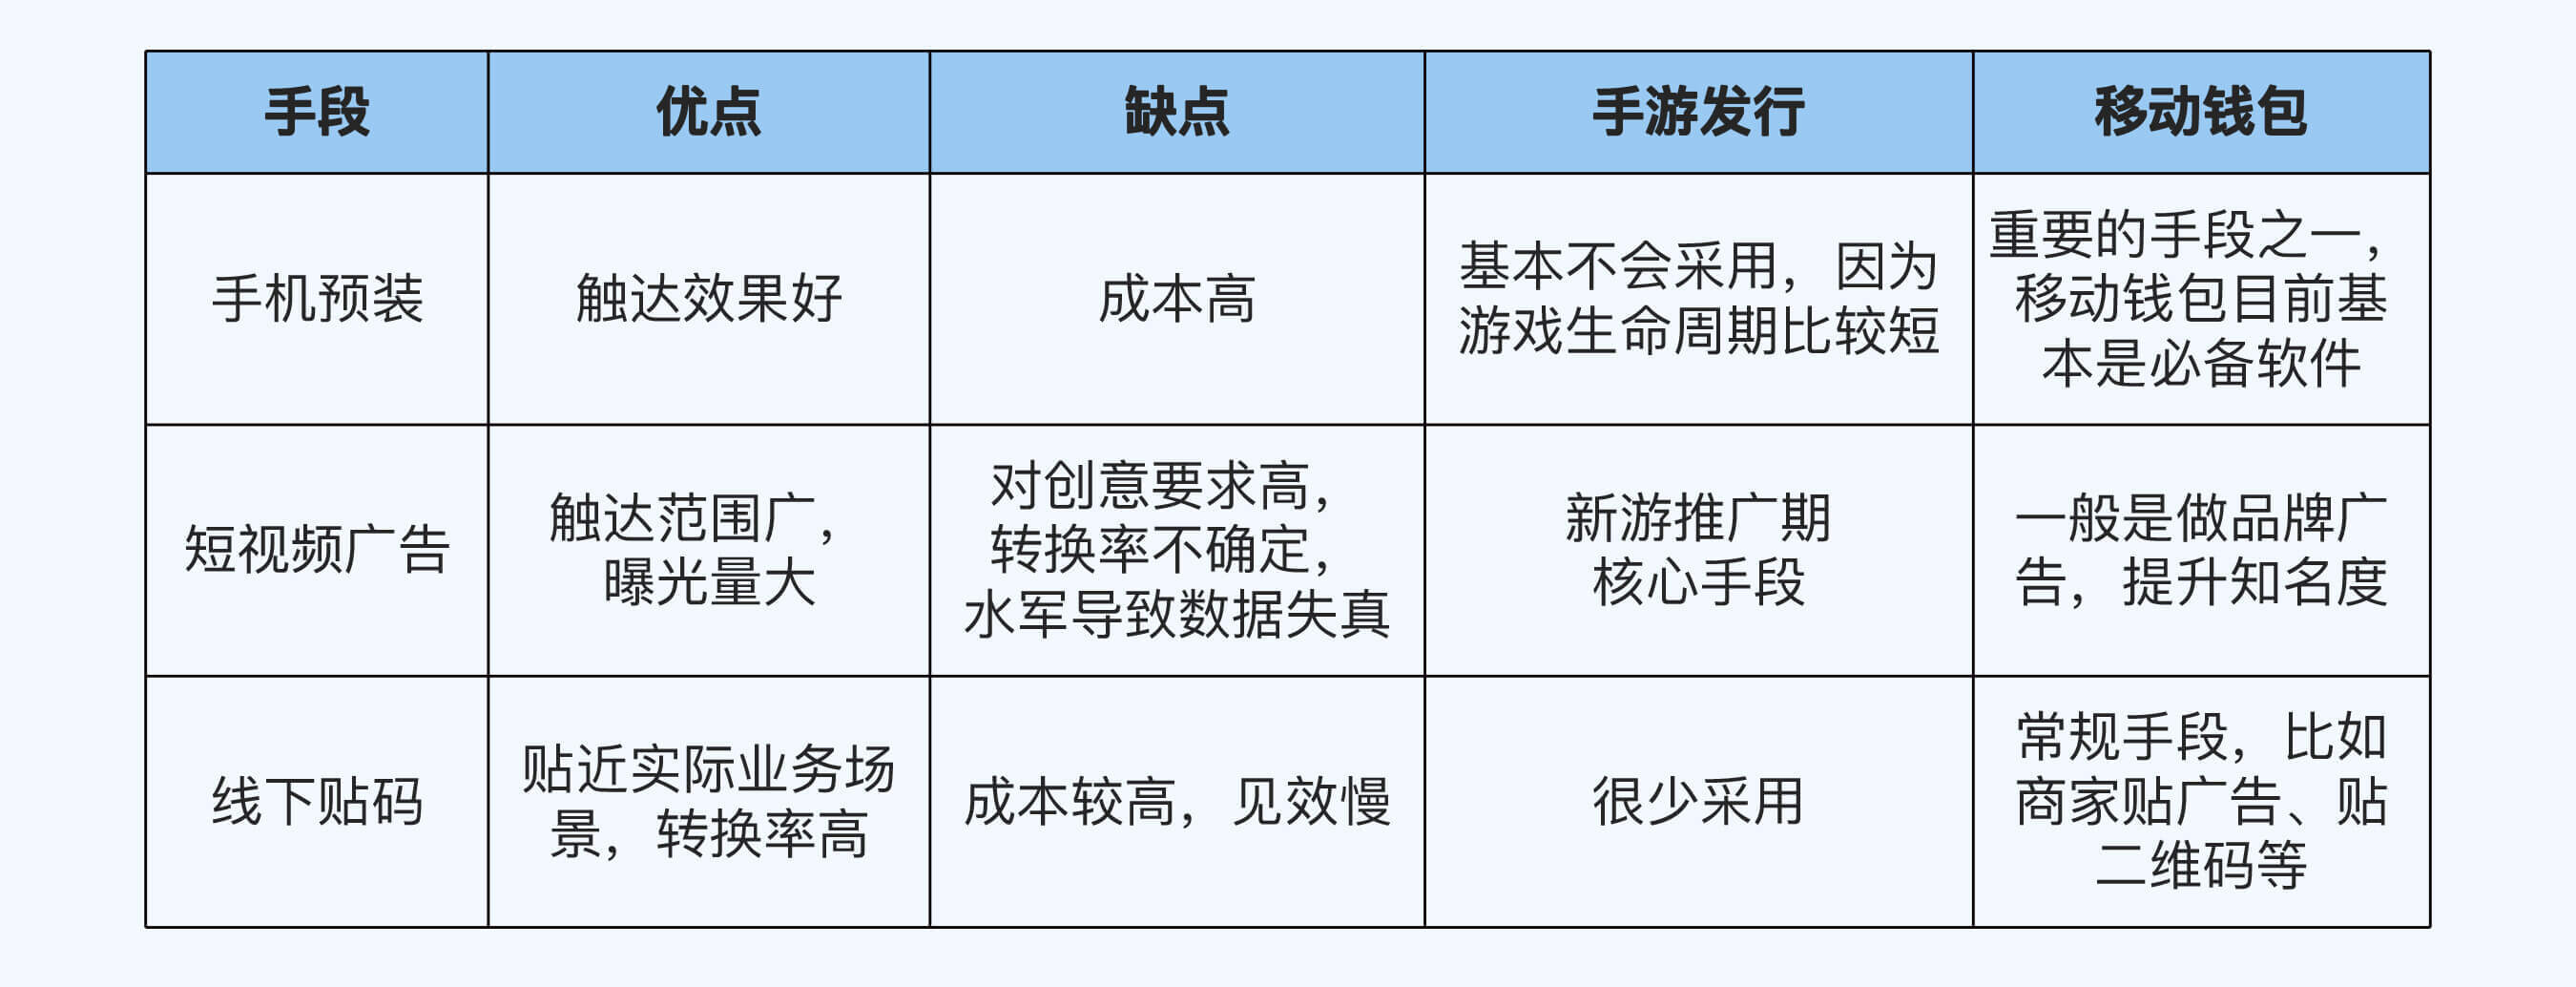 手段
优点
缺点
手游发行
移动钱包
手机预装
触达效果好
成本高
基本不会采用，因为
游戏生命周期比较短
重要的手段之一，
移动钱包目前基
本是必备软件
短视频广告
触达范围广，
曝光量大
对创意要求高，
转换率不确定，
水军导致数据失真
新游推广期
核心手段
一般是做品牌广
告，提升知名度
线下贴码
贴近实际业务场
景，转换率高
成本较高，见效慢
很少采用
常规手段，比如
商家贴广告、贴
二维码等